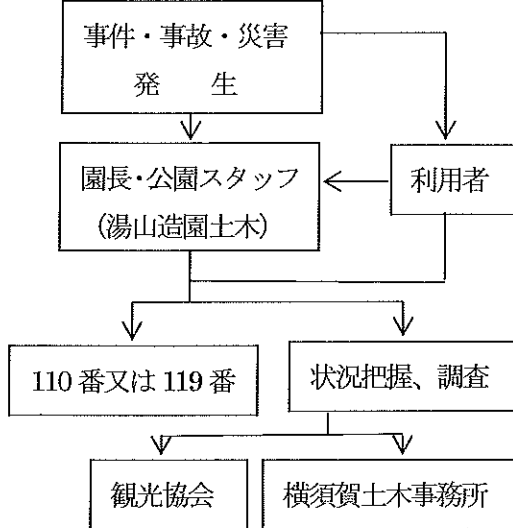 事件・事故・災害
発 生
園長・公園スタッフ
(湯山造園土木)
利用者
110番又は119番
状況把握、調査
観光協会
横須賀土木事務所